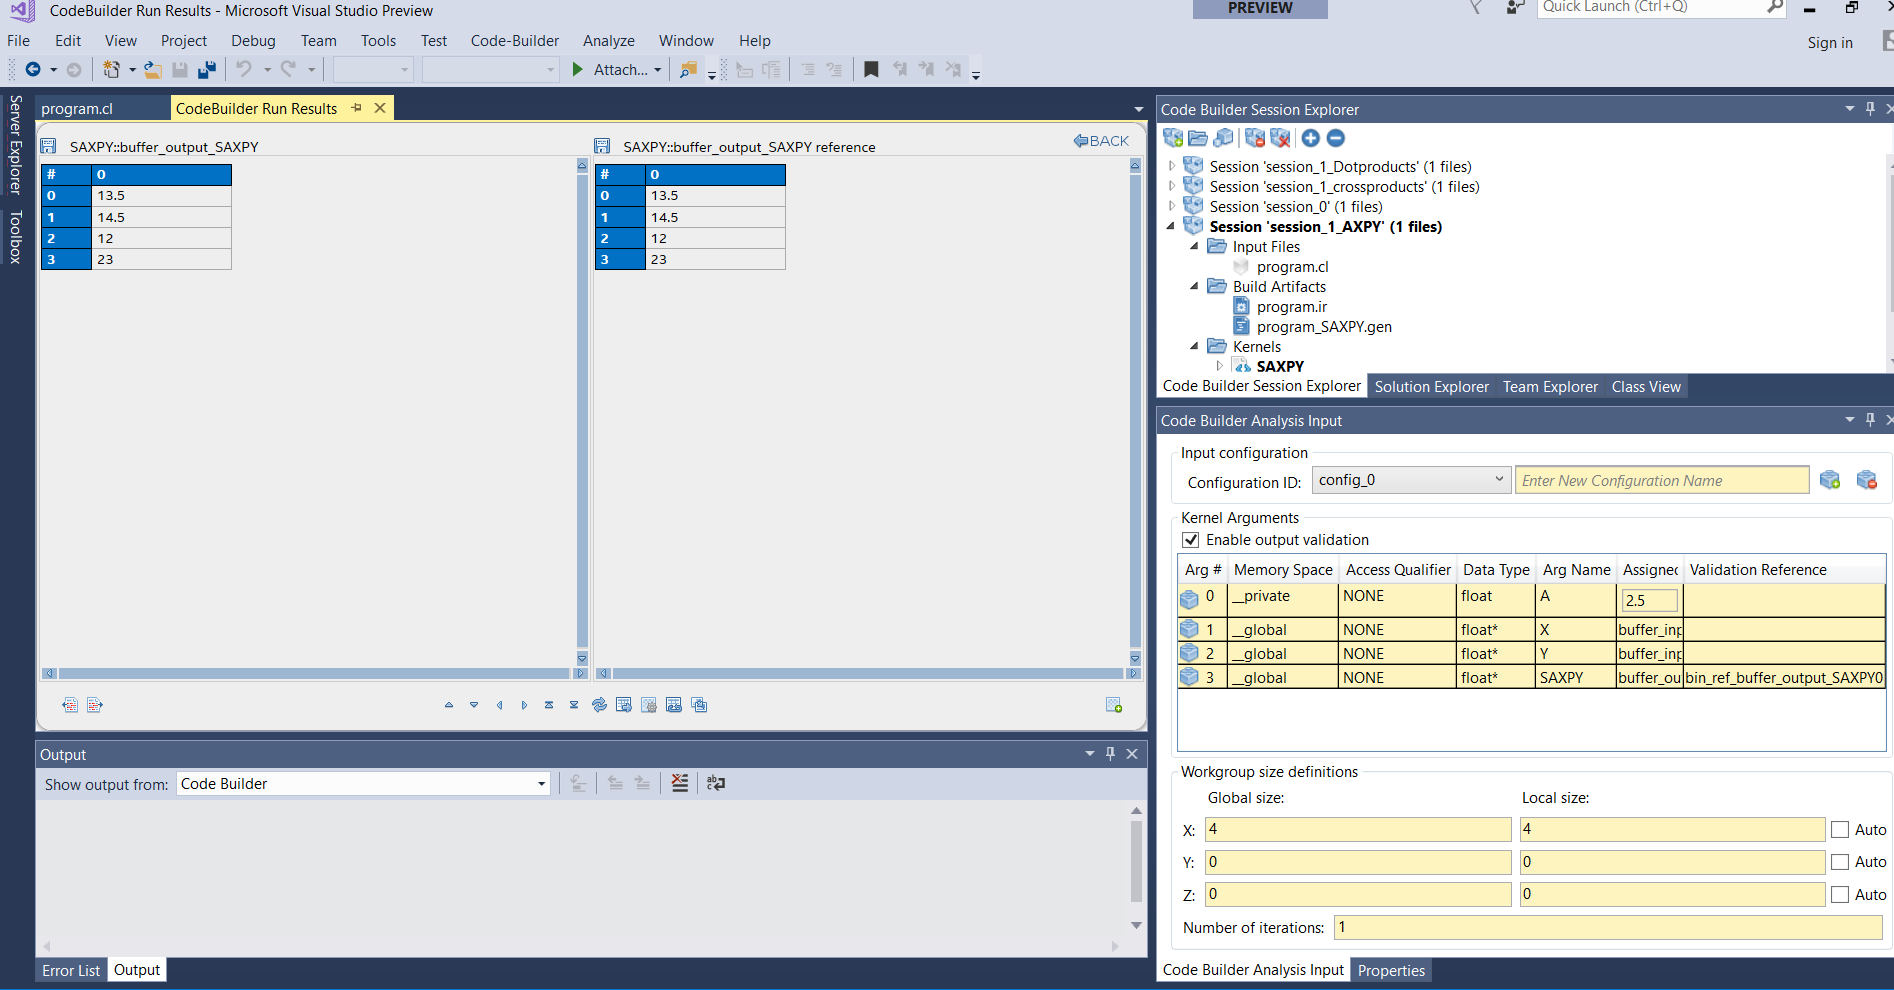 CodeBuilder Run Results - Microsoft Visual Studio Preview
PREVIEW
Quick Launch (Ctrl+Q)
File Edit View Project Debug Team Tools Test Code-Builder Analyze Window Help
Sign in
Attach...
Server Explorer
Toolbox
program.cl
CodeBuilder Run Results
BACK
SAXPY::buffer_output_SAXPY
# 0
0 13.5
1 14.5
2 12
3 23
SAXPY::buffer_output_SAXPY reference
# 0
0 13.5
1 14.5
2 12
3 23
Output
Show output from: Code Builder
Error List Output
Code Builder Session Explorer
Session 'session_1_Dotproducts' (1 files)
Session 'session_1_crossproducts' (1 files)
Session 'session_0' (1 files)
Session 'session_1_AXPY' (1 files)
Input Files
program.cl
Build Artifacts
program.ir
program_SAXPY.gen
Kernels
SAXPY
Code Builder Session Explorer Solution Explorer Team Explorer Class View
Code Builder Analysis Input
Input configuration
Configuration ID: config_0 Enter New Configuration Name
Kernel Arguments
Enable output validation
Arg # Memory Space Access Qualifier Data Type Arg Name Assigned Validation Reference
0 __private NONE float A 2.5
1 __global NONE float* X buffer_inp
2 __global NONE float* Y buffer_inp
3 __global NONE float* SAXPY buffer_ou bin_ref_buffer_output_SAXPY0
Workgroup size definitions
Global size: Local size:
X: 4 4 Auto
Y: 0 0 Auto
Z: 0 0 Auto
Number of iterations: 1
Code Builder Analysis Input Properties